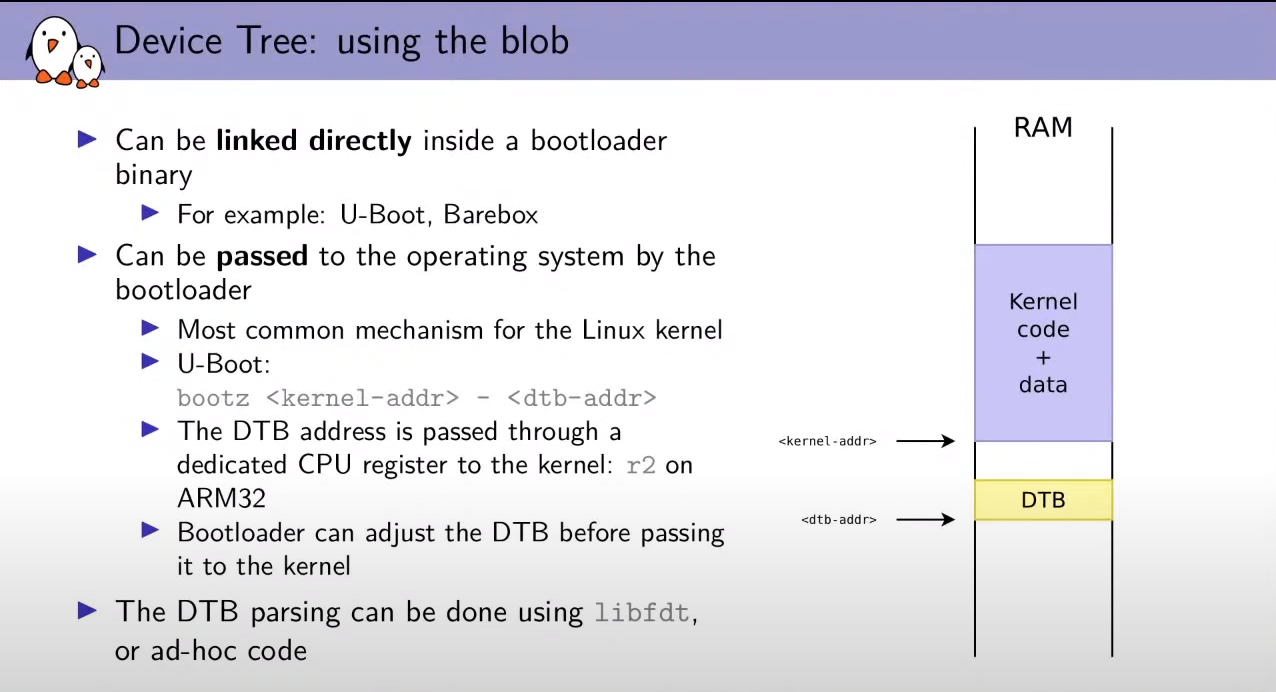 Device Tree: using the blob
Can be linked directly inside a bootloader
binary
For example: U-Boot, Barebox
Can be passed to the operating system by the
bootloader
Most common mechanism for the Linux kernel
U-Boot:
bootz <kernel-addr> - <dtb-addr>
The DTB address is passed through a
dedicated CPU register to the kernel: r2 on
ARM32
Bootloader can adjust the DTB before passing
it to the kernel
The DTB parsing can be done using libfdt,
or ad-hoc code
RAM
Kernel
code
+
data
<kernel-addr>
DTB
<dtb-addr>